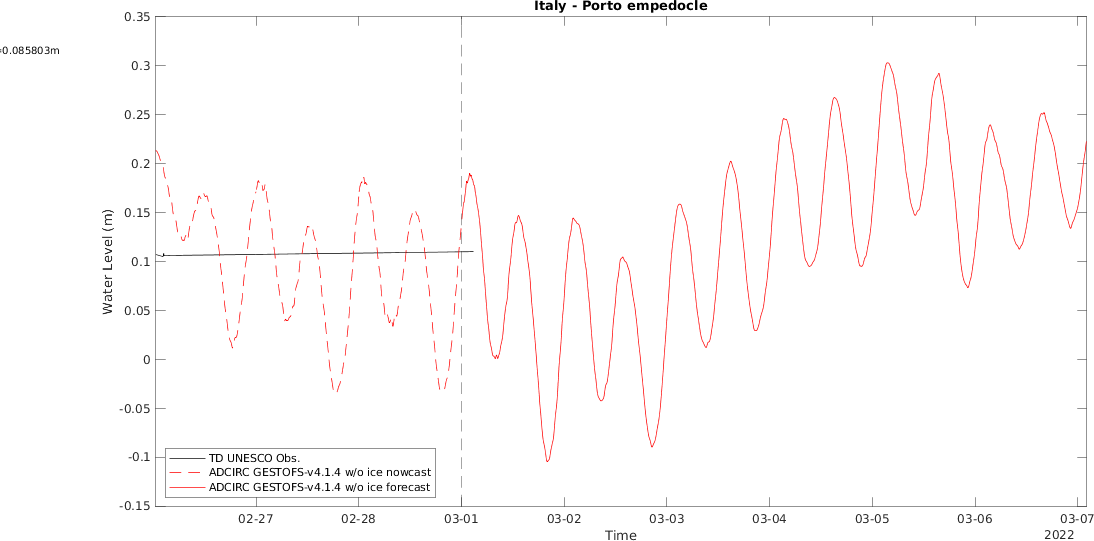 Italy - Porto empedocle
=0.085803m
0.35
0.3
0.25
0.2
0.15
0.1
0.05
0
-0.05
-0.1
-0.15
Water Level (m)
TD UNESCO Obs.
ADCIRC GESTOFS-v4.1.4 w/o ice nowcast
ADCIRC GESTOFS-v4.1.4 w/o ice forecast
02-27 02-28 03-01 03-02 03-03 03-04 03-05 03-06 03-07
Time
2022